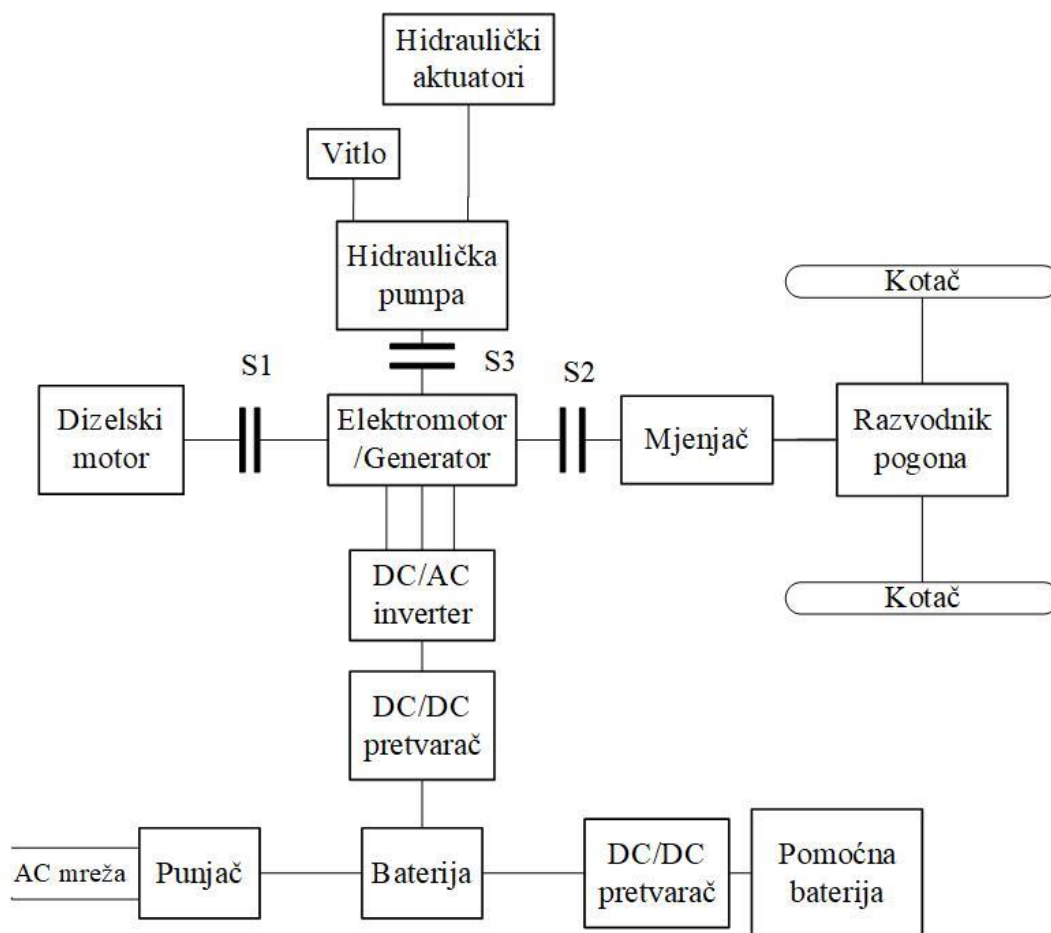 Hidraulički
aktuatori
Vitlo
Hidraulička
pumpa
Kotač
S1
S3
S2
Dizelski
motor
Elektromotor
/Generator
Mjenjač
Razvodnik
pogona
DC/AC
inverter
Kotač
DC/DC
pretvarač
AC mreža
Punjač
Baterija
DC/DC
pretvarač
Pomoćna
baterija